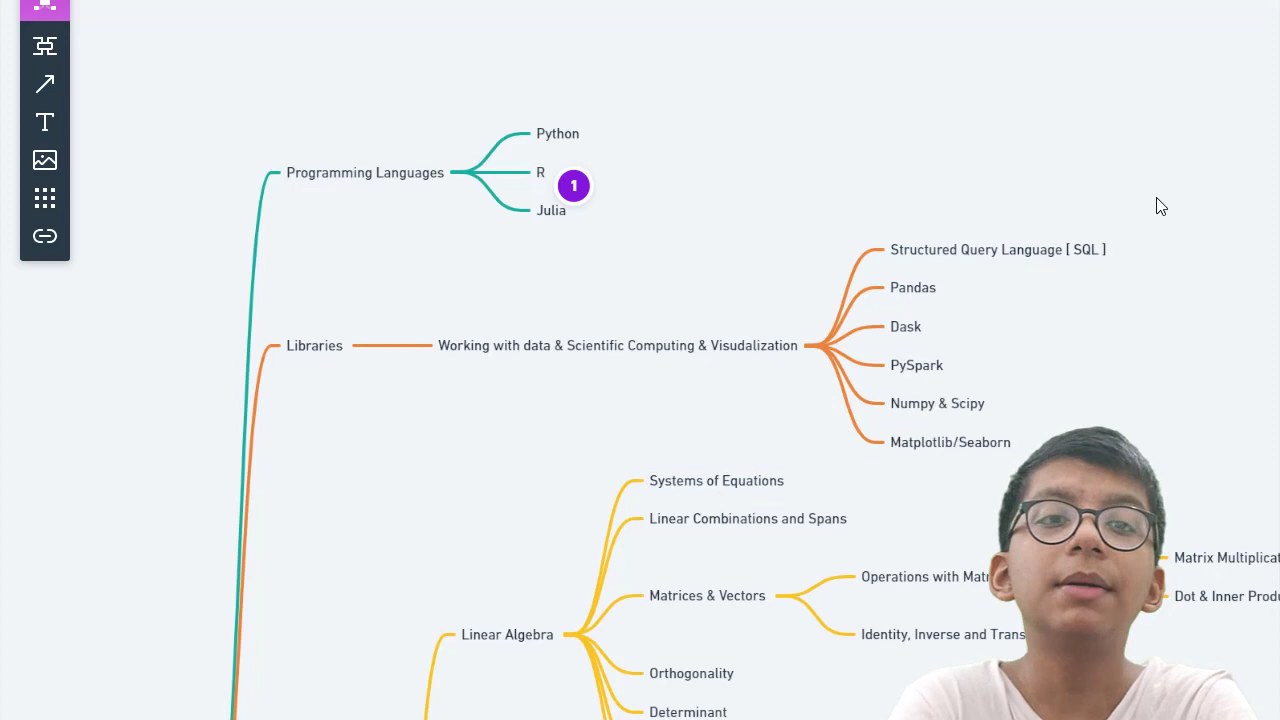 Python
Programming Languages
R
1
Julia
Structured Query Language [ SQL ]
Pandas
Dask
Libraries
Working with data & Scientific Computing & Visudalization
PySpark
Numpy & Scipy
Matplotlib/Seaborn
Systems of Equations
Linear Combinations and Spans
Matrix Multiplicat
Operations with Matr
Matrices & Vectors
Dot & Inner Produ
Linear Algebra
Identity, Inverse and Trans
Orthogonality
Determinant
T